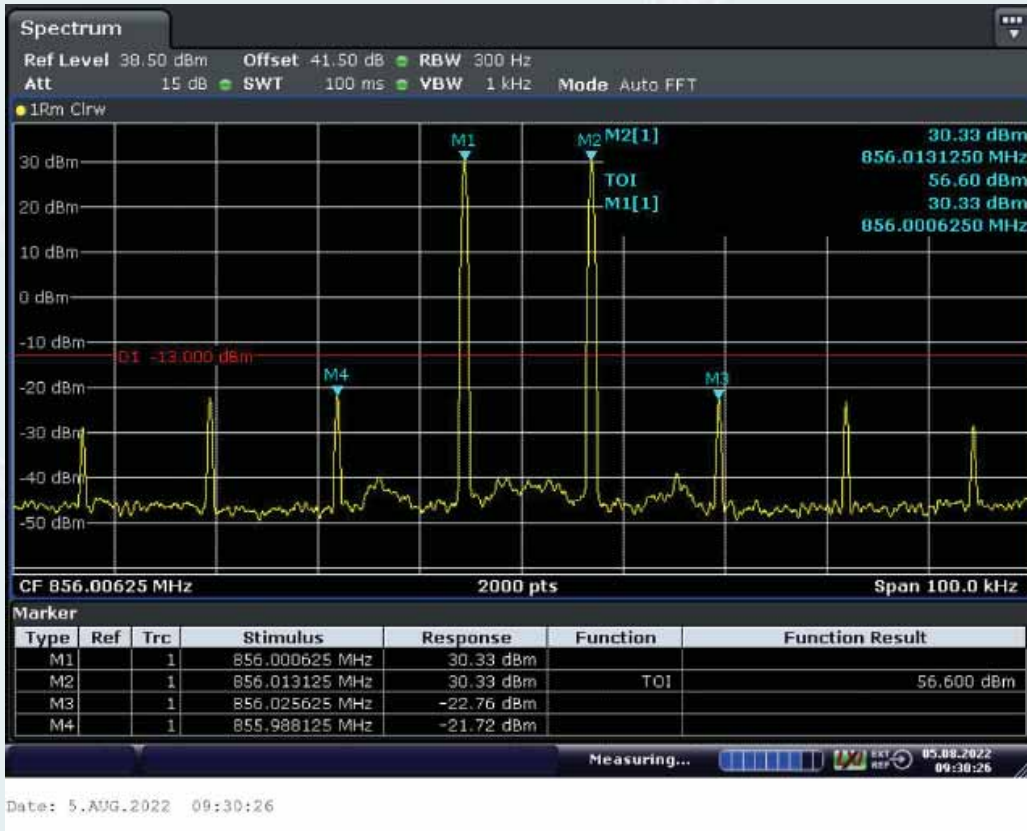 Spectrum
Ref Level 38.50 dBm Offset 41.50 dB RBW 300 Hz
Att 15 dB SWT 100 ms VBW 1 kHz Mode Auto FFT
1Rm Clrw
M1 M2 M2[1] 30.33 dBm
856.0131250 MHz
30 dBm
TOI 56.60 dBm
20 dBm M1[1] 30.33 dBm
856.0006250 MHz
10 dBm
0 dBm
-10 dBm
D1 -13.000 dBm
M4 M3
-20 dBm
-30 dBm
-40 dBm
-50 dBm
CF 856.00625 MHz 2000 pts Span 100.0 kHz
Marker
Type Ref Trc Stimulus Response Function Function Result
M1 1 856.000625 MHz 30.33 dBm
M2 1 856.013125 MHz 30.33 dBm TOI 56.600 dBm
M3 1 856.025625 MHz -22.76 dBm
M4 1 855.988125 MHz -21.72 dBm
Measuring... EXT REF 05.08.2022
09:30:26
Date: 5.AUG.2022 09:30:26